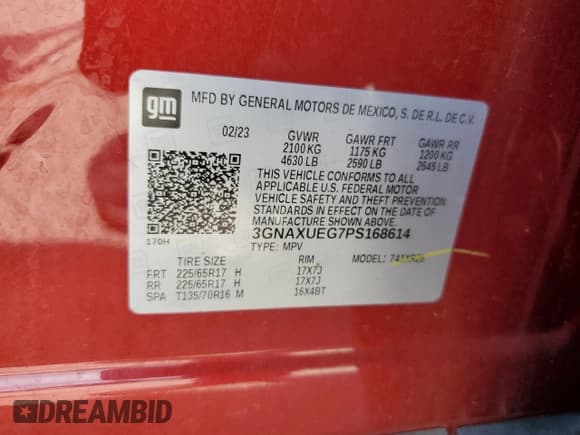 gm
MFD BY GENERAL MOTORS DE MEXICO, S. DE R.L. DE C.V.
02/23 GVWR GAWR FRT GAWR RR
2100 KG 1175 KG 1200 KG
4630 LB 2590 LB 2645 LB
THIS VEHICLE CONFORMS TO ALL
APPLICABLE U.S. FEDERAL MOTOR
VEHICLE SAFETY AND THEFT PREVENTION
STANDARDS IN EFFECT ON THE DATE OF
MANUFACTURE SHOWN ABOVE.
170H 3GNAXUEG7PS168614
TYPE: MPV MODEL:
TIRE SIZE RIM
FRT 225/65R17 H 17X7J
RR 225/65R17 H 17X7J
SPA T135/70R16 M 16X4BT
DREAMBID